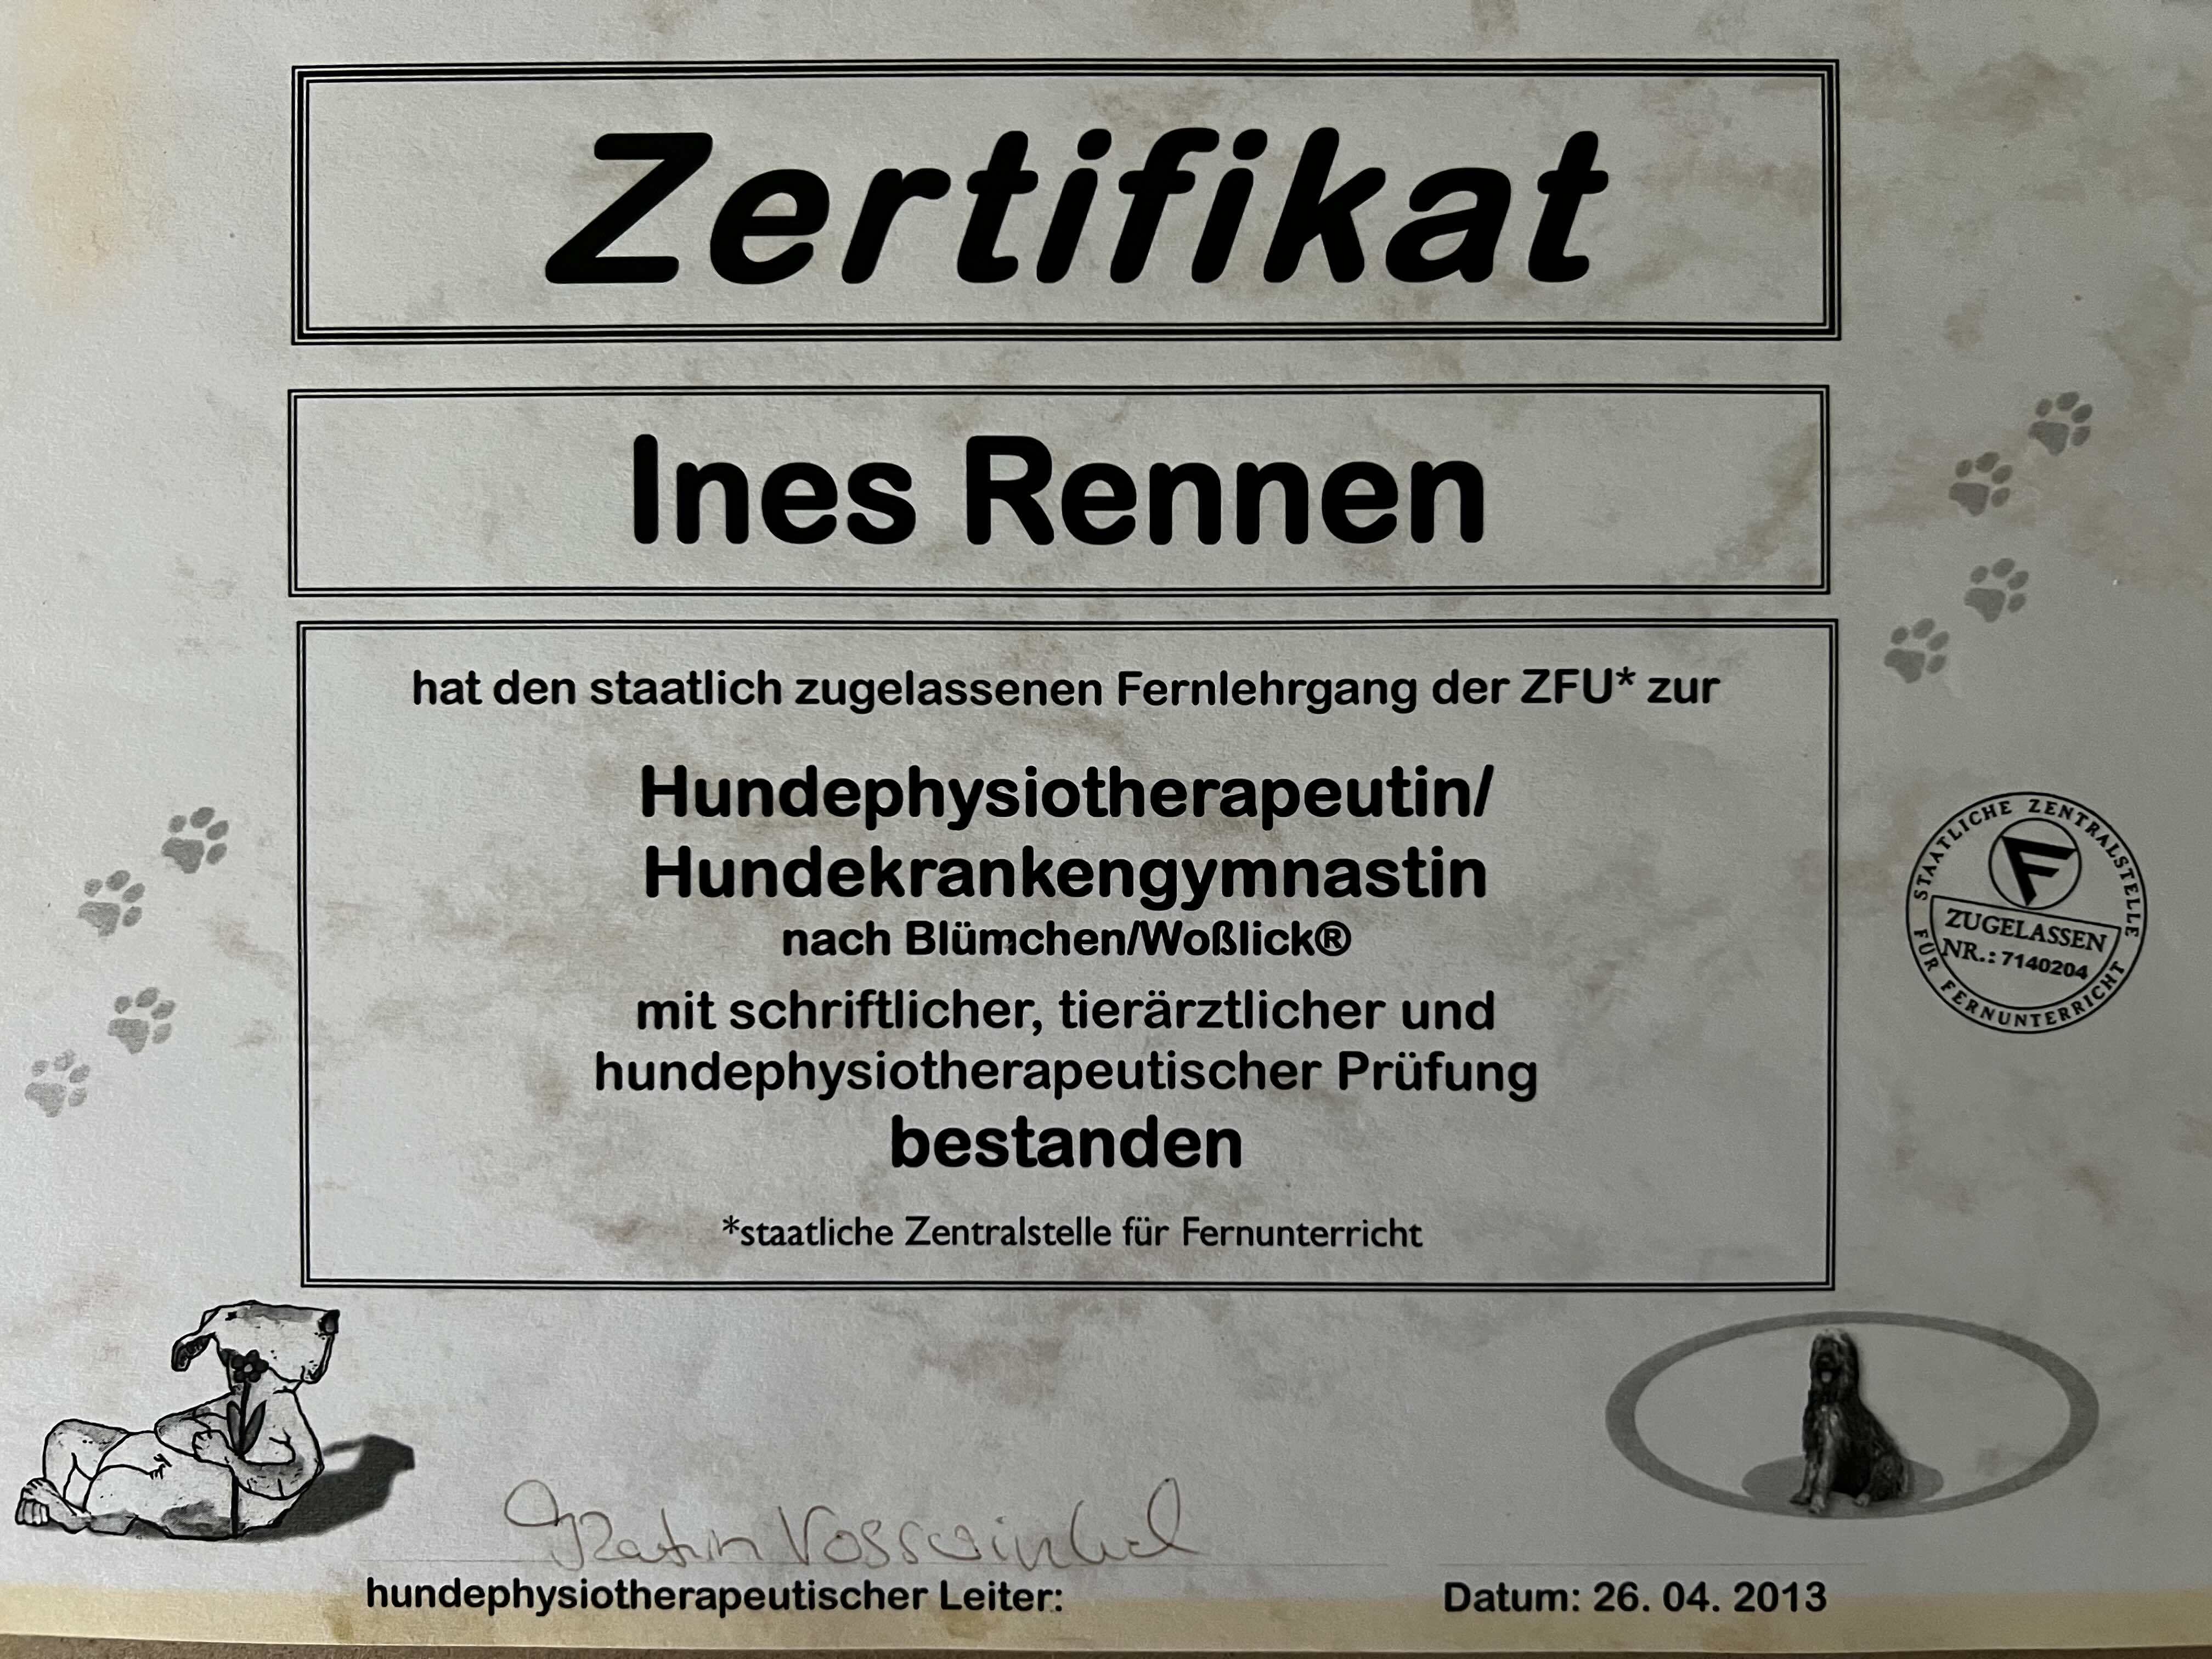 Zertifikat
Ines Rennen
hat den staatlich zugelassenen Fernlehrgang der ZFU* zur
Hundephysiotherapeutin/
Hundekrankengymnastin
nach Blümchen/Woßlick®
mit schriftlicher, tierärztlicher und
hundephysiotherapeutischer Prüfung
bestanden
*staatliche Zentralstelle für Fernunterricht
STAATLICHE ZENTRALSTELLE
FÜR FERNUNTERRICHT
F
ZUGELASSEN
NR.: 7140204
Katrin Vosswinkel
hundephysiotherapeutischer Leiter:
Datum: 26. 04. 2013